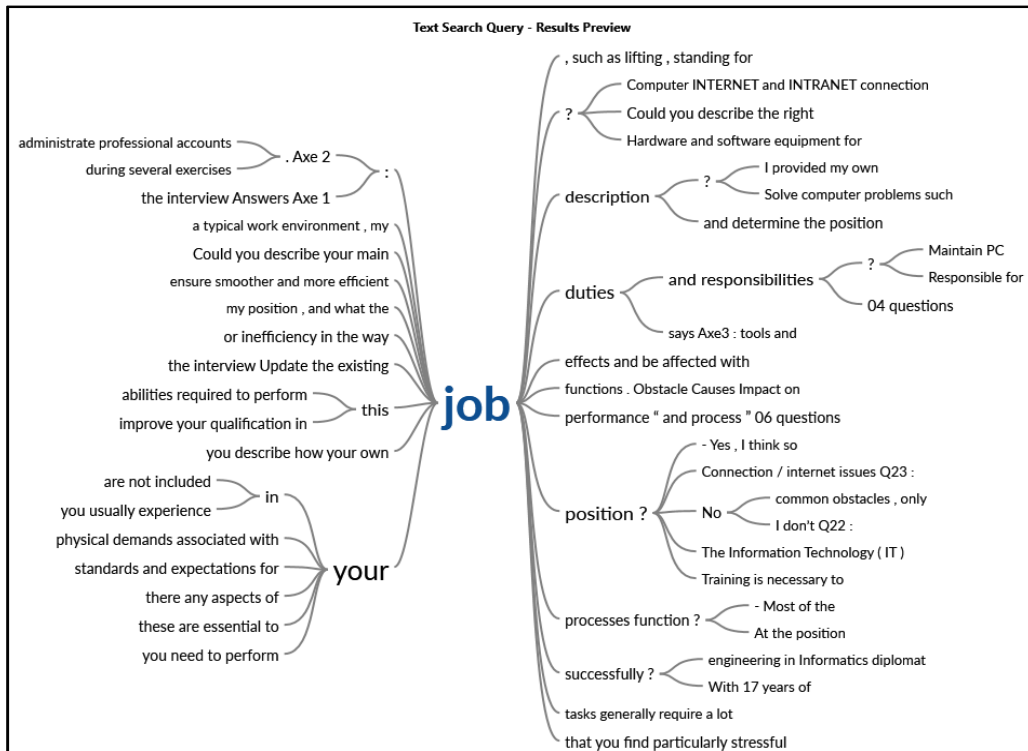 Text Search Query - Results Preview
administrate professional accounts
during several exercises
. Axe 2
the interview Answers Axe 1
:
a typical work environment , my
Could you describe your main
ensure smoother and more efficient
my position , and what the
or inefficiency in the way
the interview Update the existing
abilities required to perform
improve your qualification in
this
you describe how your own
are not included
you usually experience
in
physical demands associated with
standards and expectations for
there any aspects of
these are essential to
you need to perform
your
job
, such as lifting , standing for
?
Computer INTERNET and INTRANET connection
Could you describe the right
Hardware and software equipment for
description
?
I provided my own
Solve computer problems such
and determine the position
duties
and responsibilities
?
Maintain PC
Responsible for
04 questions
says Axe3 : tools and
effects and be affected with
functions . Obstacle Causes Impact on
performance “ and process ” 06 questions
position ?
- Yes , I think so
Connection / internet issues Q23 :
No
common obstacles , only
I don't Q22 :
The Information Technology ( IT )
Training is necessary to
processes function ?
- Most of the
At the position
successfully ?
engineering in Informatics diplomat
With 17 years of
tasks generally require a lot
that you find particularly stressful